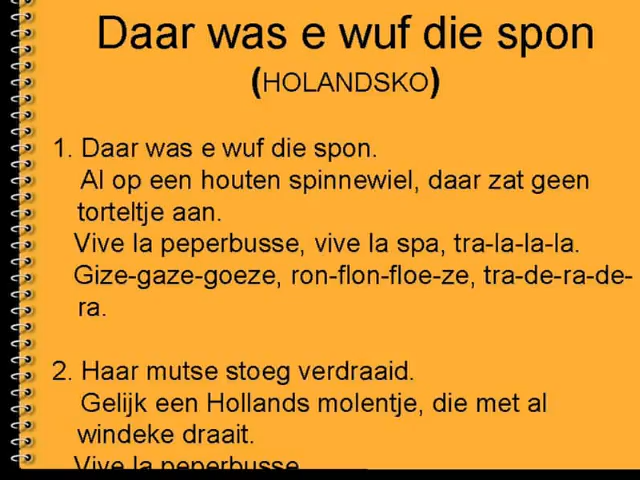 Daar was e wuf die spon
(HOLANDSKO)
1. Daar was e wuf die spon.
Al op een houten spinnewiel, daar zat geen
torteltje aan.
Vive la peperbusse, vive la spa, tra-la-la-la.
Gize-gaze-goeze, ron-flon-floe-ze, tra-de-ra-de-
ra.
2. Haar mutse stoeg verdraaid.
Gelijk een Hollands molentje, die met al
windeke draait.
Vive la peperbusse